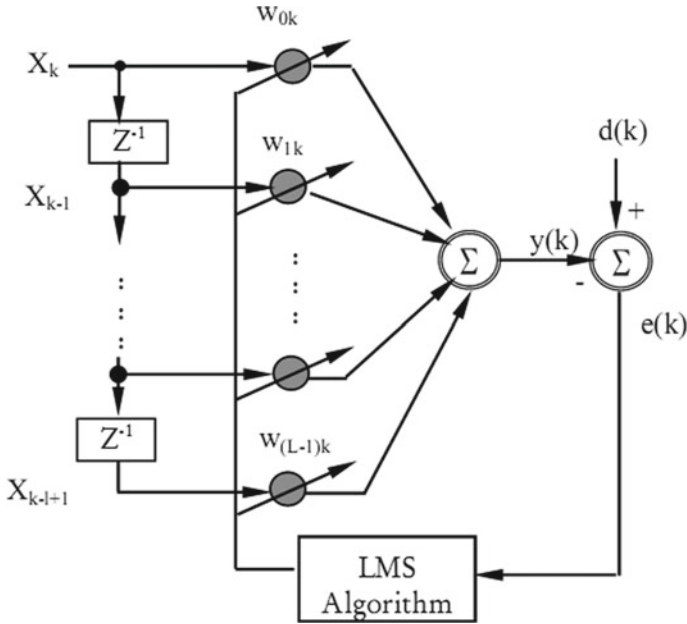 w₀ₖ
Xₖ
Z⁻¹
d(k)
w₁ₖ
Xₖ₋₁
+
Σ
y(k)
-
Σ
e(k)
⋮
⋮
Z⁻¹
w₍L₋₁₎ₖ
Xₖ₋ₗ₊₁
LMS
Algorithm